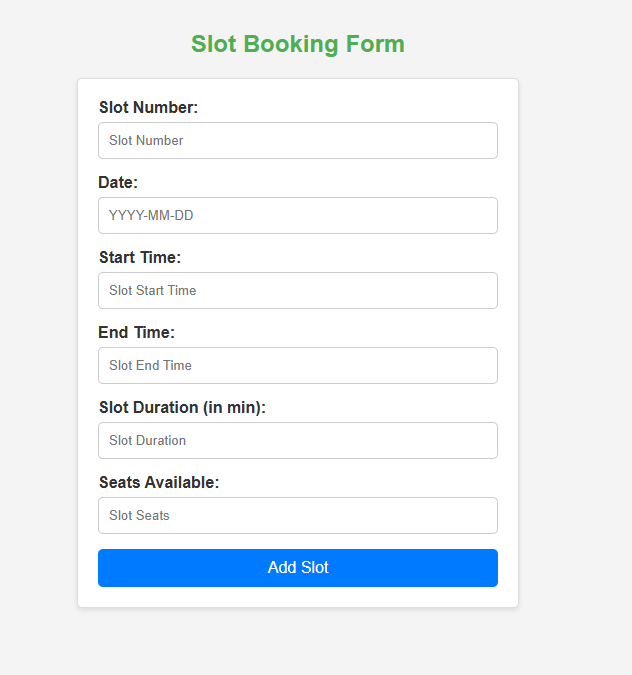 Slot Booking Form
Slot Number:
Slot Number
Date:
YYYY-MM-DD
Start Time:
Slot Start Time
End Time:
Slot End Time
Slot Duration (in min):
Slot Duration
Seats Available:
Slot Seats
Add Slot